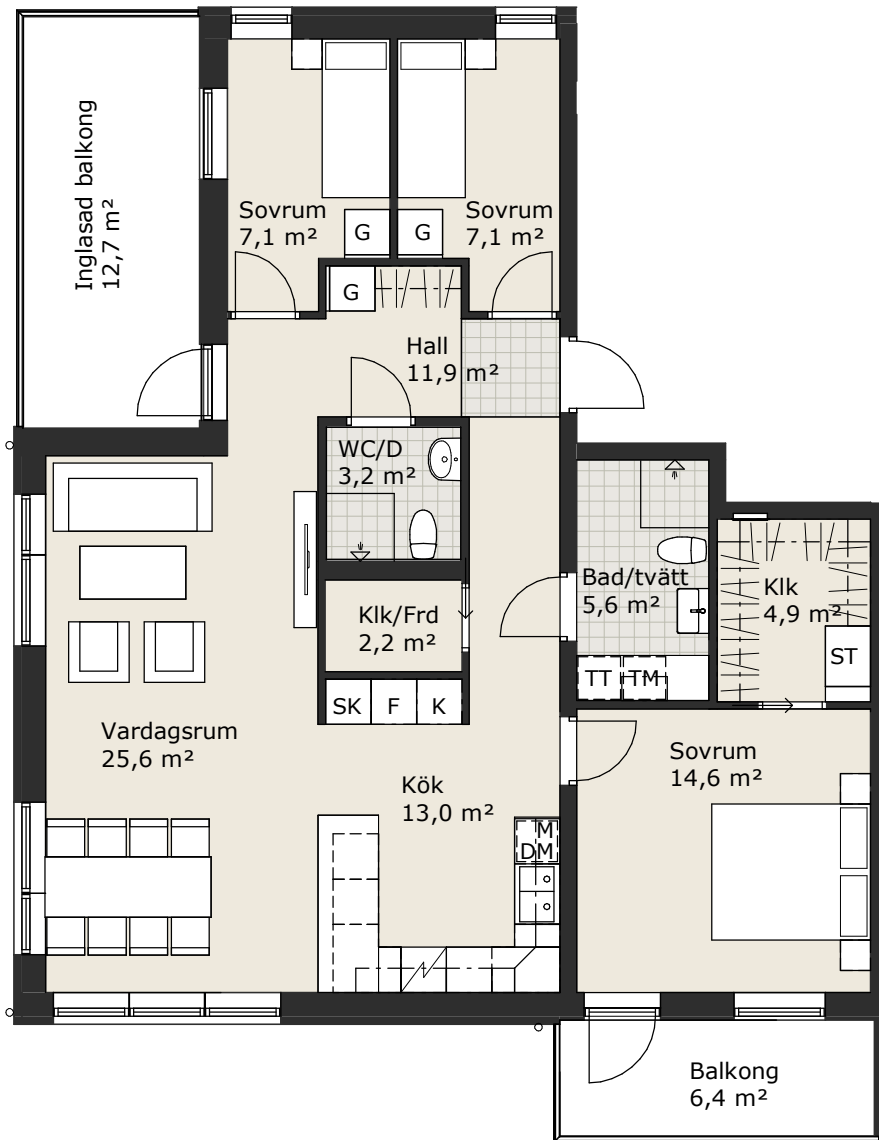 Inglasad balkong
12,7 m²
Sovrum
7,1 m²
G
Sovrum
7,1 m²
G
G
Hall
11,9 m²
WC/D
3,2 m²
Bad/tvätt
5,6 m²
Klk
4,9 m²
Klk/Frd
2,2 m²
ST
TT
TM
SK
F
K
Vardagsrum
25,6 m²
Sovrum
14,6 m²
Kök
13,0 m²
M
DM
Balkong
6,4 m²